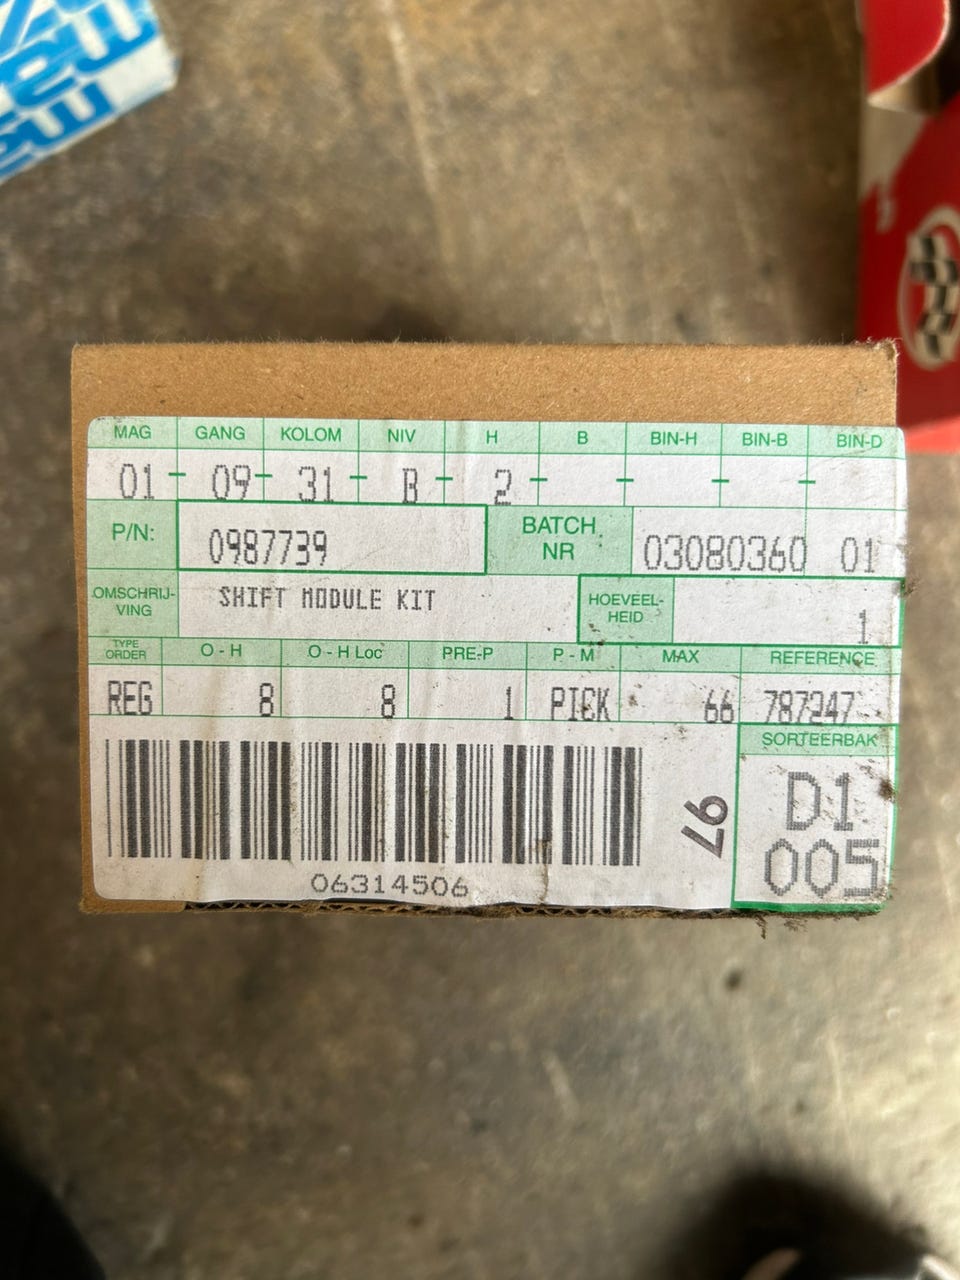 MAG GANG KOLOM NIV H B BIN-H BIN-B BIN-D
01 - 09 - 31 - B - 2 - - - -
P/N: 0987739 BATCH NR 03080360 01
OMSCHRIJ-VING SHIFT MODULE KIT HOEVEEL-HEID 1
TYPE ORDER O - H O - H Loc PRE-P P - M MAX REFERENCE
REG 8 8 1 PICK 66 787247
SORTEERBAK
D1
005
97
06314506